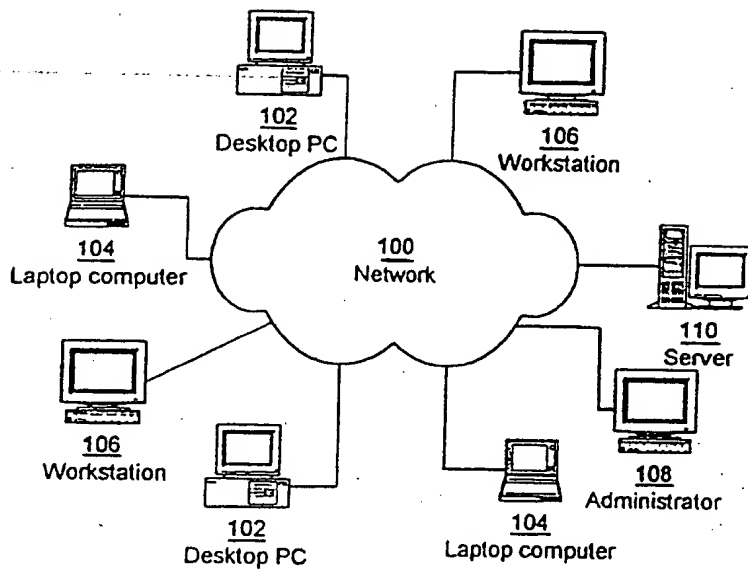 102
Desktop PC
106
Workstation
104
Laptop computer
100
Network
110
Server
106
Workstation
108
Administrator
102
Desktop PC
104
Laptop computer